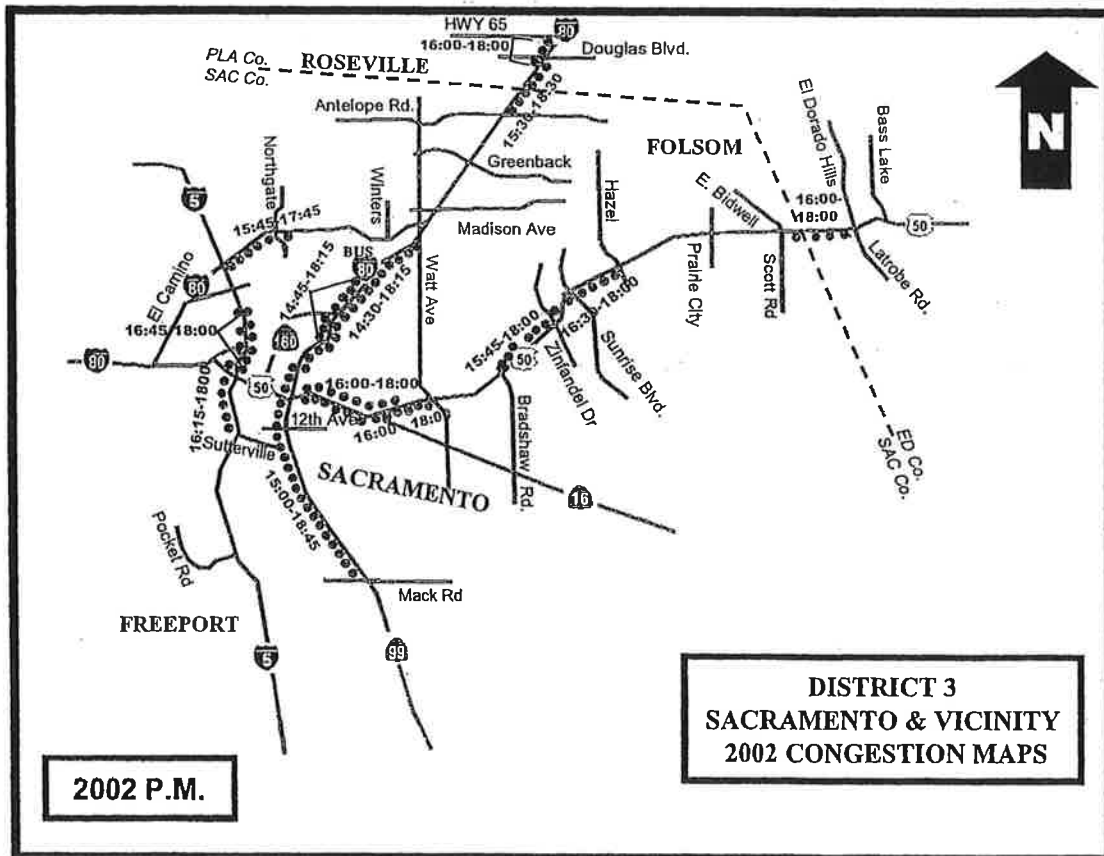 HWY 65
80
16:00-18:00
Douglas Blvd.
PLA Co.
ROSEVILLE
SAC Co.
15:30-18:30
Antelope Rd.
El Dorado Hills
Bass Lake
N
Greenback
FOLSOM
Northgate
Winters
Hazel
E. Bidwell
16:00-
18:00
5
15:45-17:45
Madison Ave
50
BUS
80
Watt Ave
Prairie City
Scott Rd
Latrobe Rd.
El Camino
80
14:45-18:15
14:30-18:15
16:30-18:00
16:45-18:00
160
15:45-18:00
50
Zinfandel Dr
Sunrise Blvd.
80
50
16:00-18:00
16:15-1800
12th Ave
16:00
18:00
Bradshaw Rd.
ED Co.
SAC Co.
Sutterville
SACRAMENTO
16
15:00-18:45
Pocket Rd
Mack Rd
FREEPORT
5
99
DISTRICT 3
SACRAMENTO & VICINITY
2002 CONGESTION MAPS
2002 P.M.